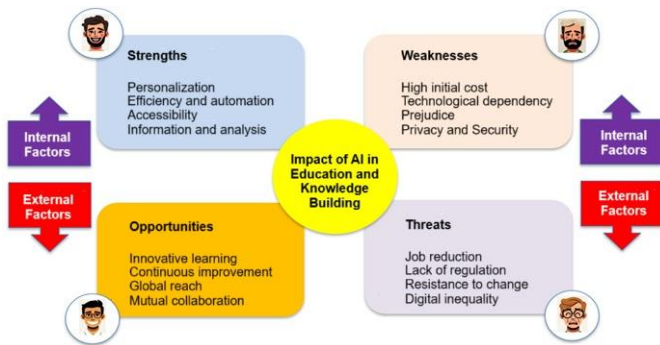 Strengths
Personalization
Efficiency and automation
Accessibility
Information and analysis
Weaknesses
High initial cost
Technological dependency
Prejudice
Privacy and Security
Internal
Factors
Internal
Factors
Impact of AI in
Education and
Knowledge
Building
External
Factors
External
Factors
Opportunities
Innovative learning
Continuous improvement
Global reach
Mutual collaboration
Threats
Job reduction
Lack of regulation
Resistance to change
Digital inequality